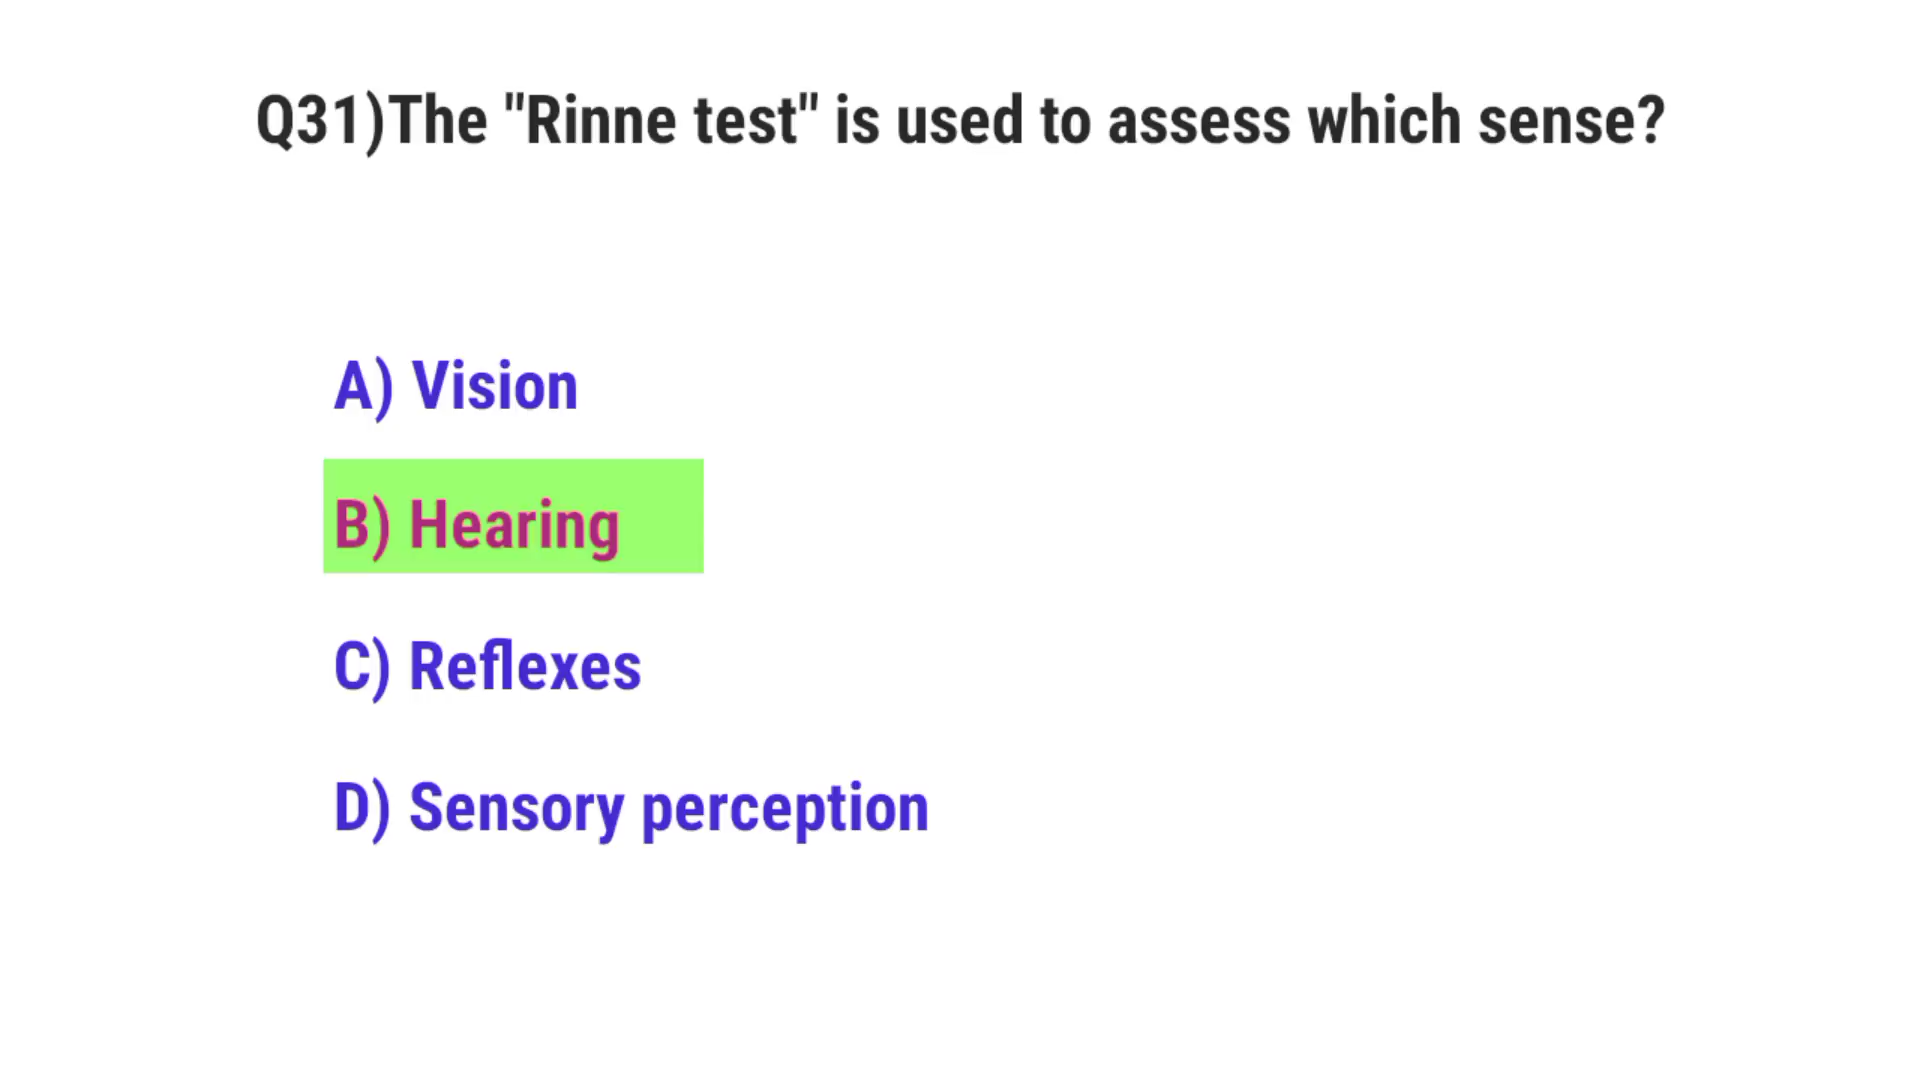 Q31)The "Rinne test" is used to assess which sense?
A) Vision
B) Hearing
C) Reflexes
D) Sensory perception